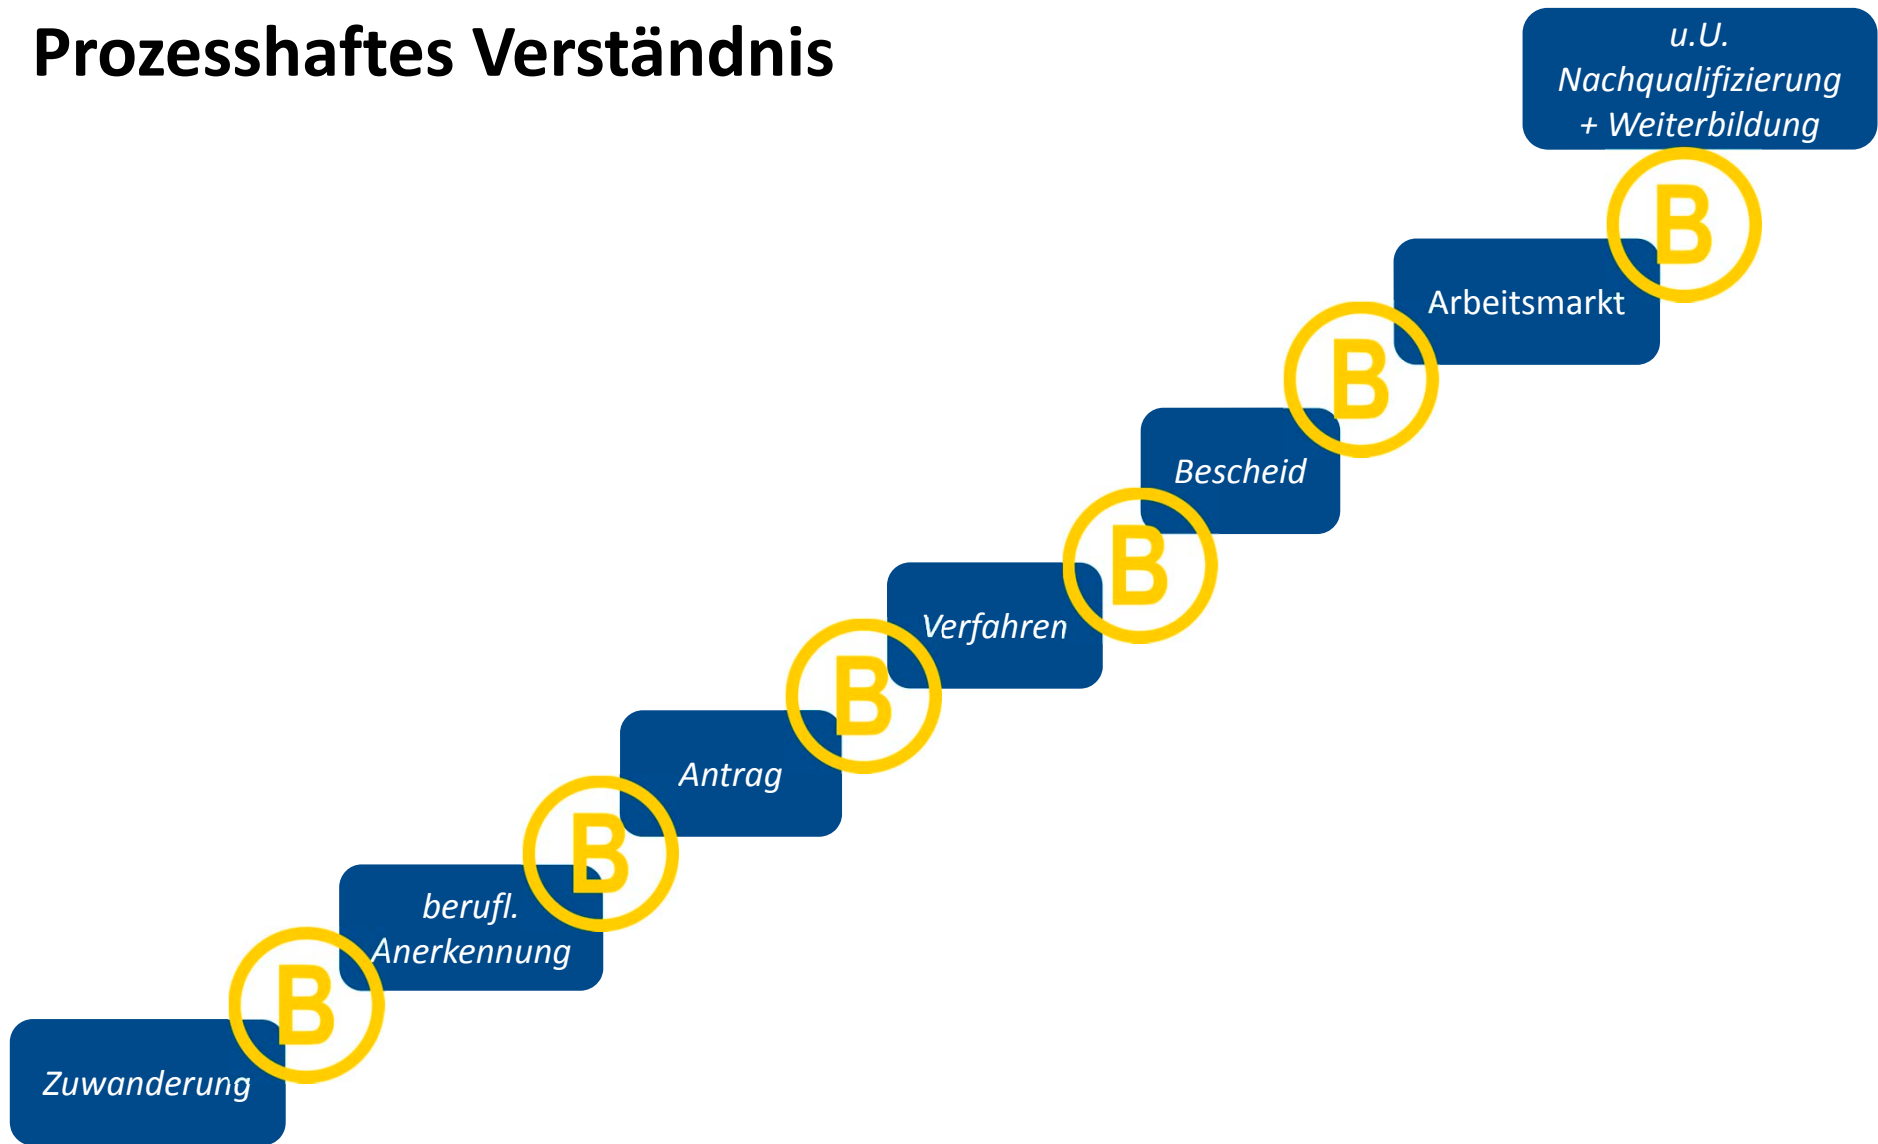 Prozesshaftes Verständnis
u.U.
Nachqualifizierung
+ Weiterbildung
B
Arbeitsmarkt
B
Bescheid
B
Verfahren
B
Antrag
B
berufl.
Anerkennung
B
Zuwanderung